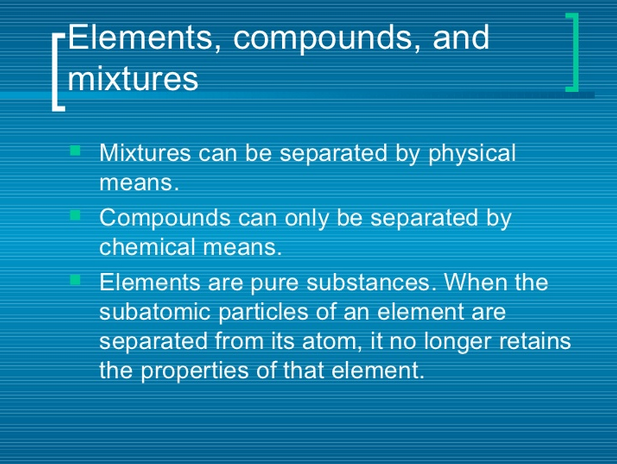 Elements, compounds, and
mixtures
Mixtures can be separated by physical
means.
Compounds can only be separated by
chemical means.
Elements are pure substances. When the
subatomic particles of an element are
separated from its atom, it no longer retains
the properties of that element.